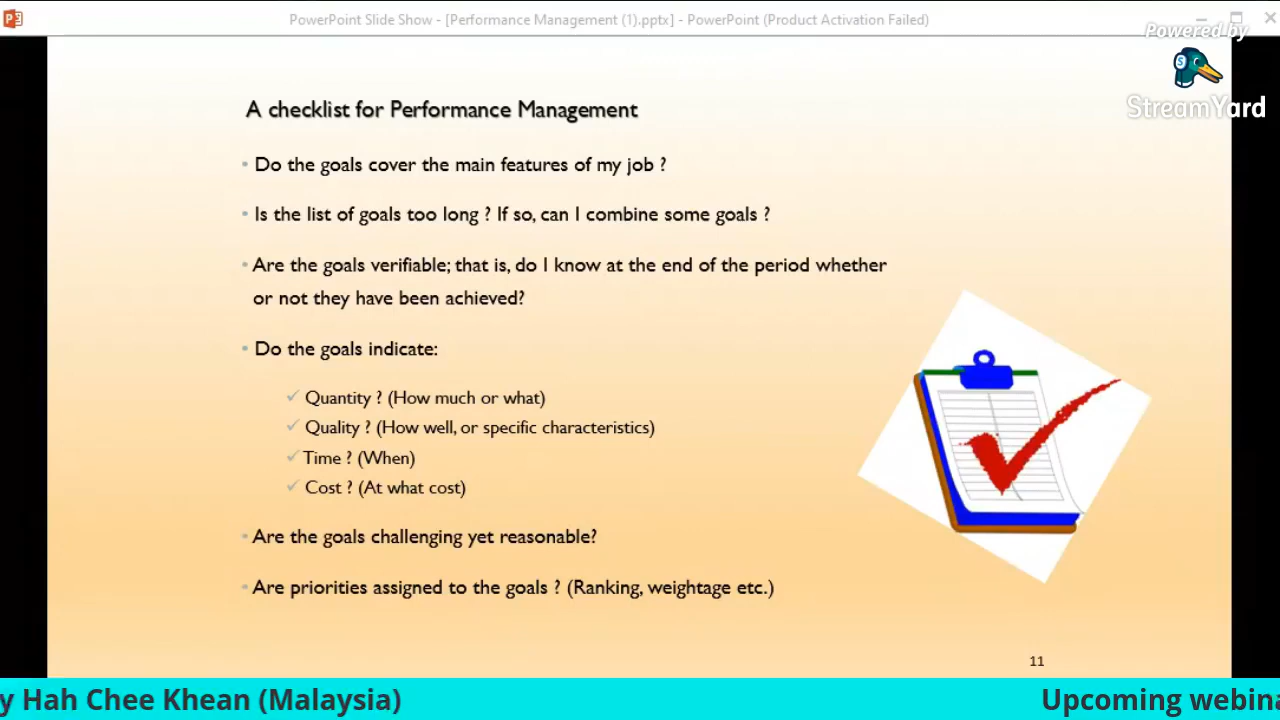 PowerPoint Slide Show - [Performance Management (1).pptx] - PowerPoint (Product Activation Failed)
Powered by
StreamYard
A checklist for Performance Management
• Do the goals cover the main features of my job ?
• Is the list of goals too long ? If so, can I combine some goals ?
• Are the goals verifiable; that is, do I know at the end of the period whether
or not they have been achieved?
• Do the goals indicate:
✓ Quantity ? (How much or what)
✓ Quality ? (How well, or specific characteristics)
✓ Time ? (When)
✓ Cost ? (At what cost)
• Are the goals challenging yet reasonable?
• Are priorities assigned to the goals ? (Ranking, weightage etc.)
11
y Hah Chee Khean (Malaysia)
Upcoming webina